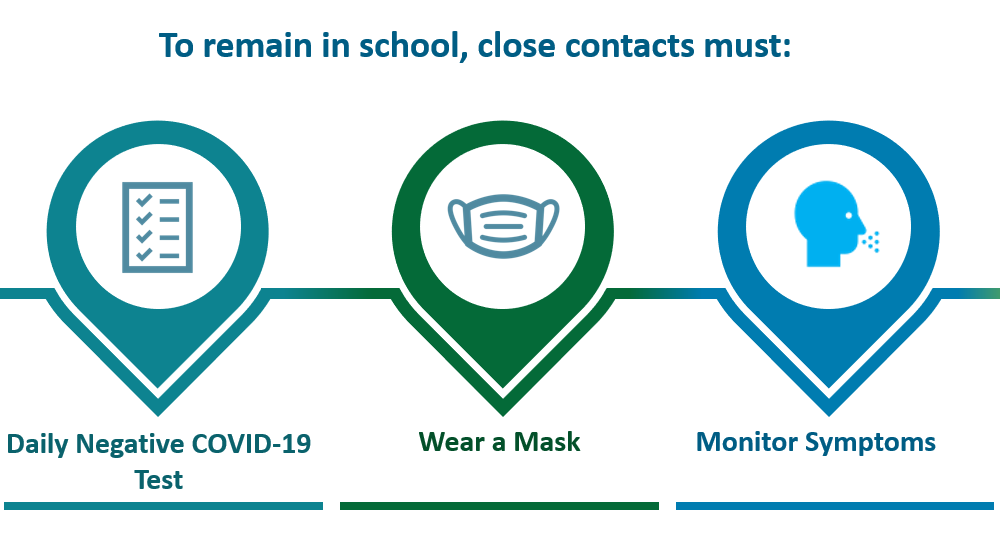 To remain in school, close contacts must:
Daily Negative COVID-19
Test
Wear a Mask
Monitor Symptoms